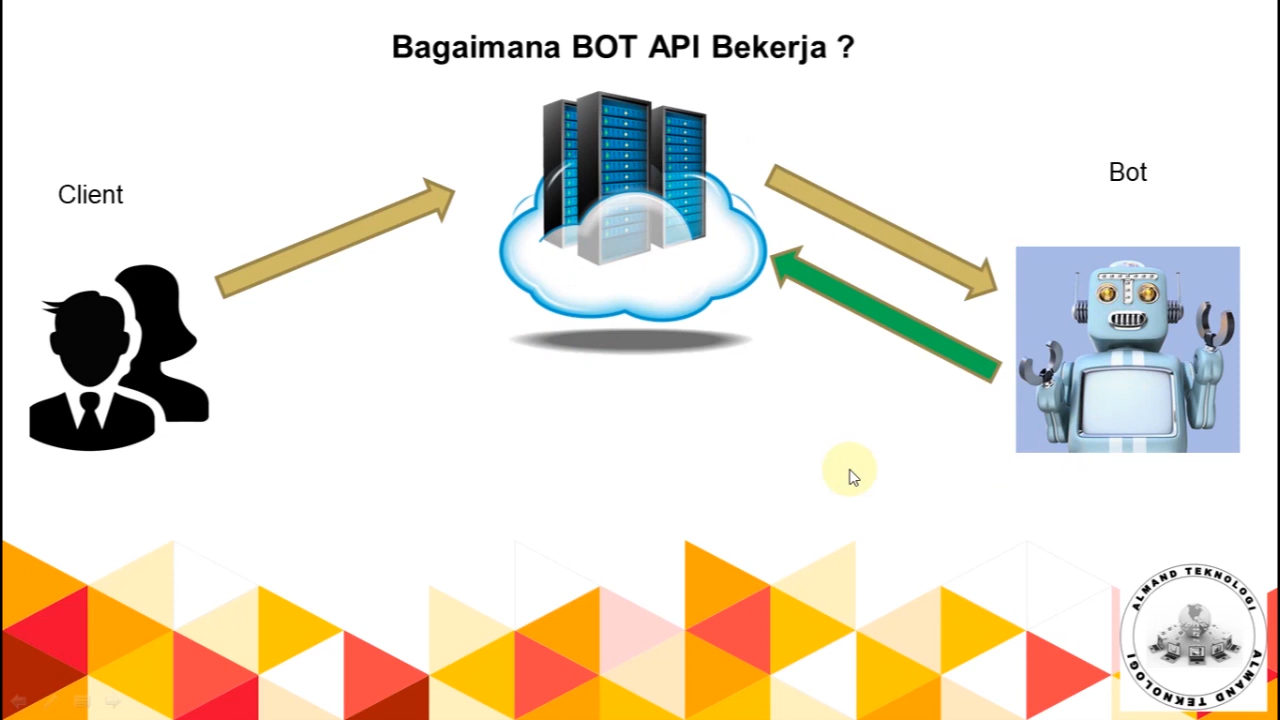 Bagaimana BOT API Bekerja ?
Client
Bot
ALMAND TEKNOLOGI
ALMAND TEKNOLOGI